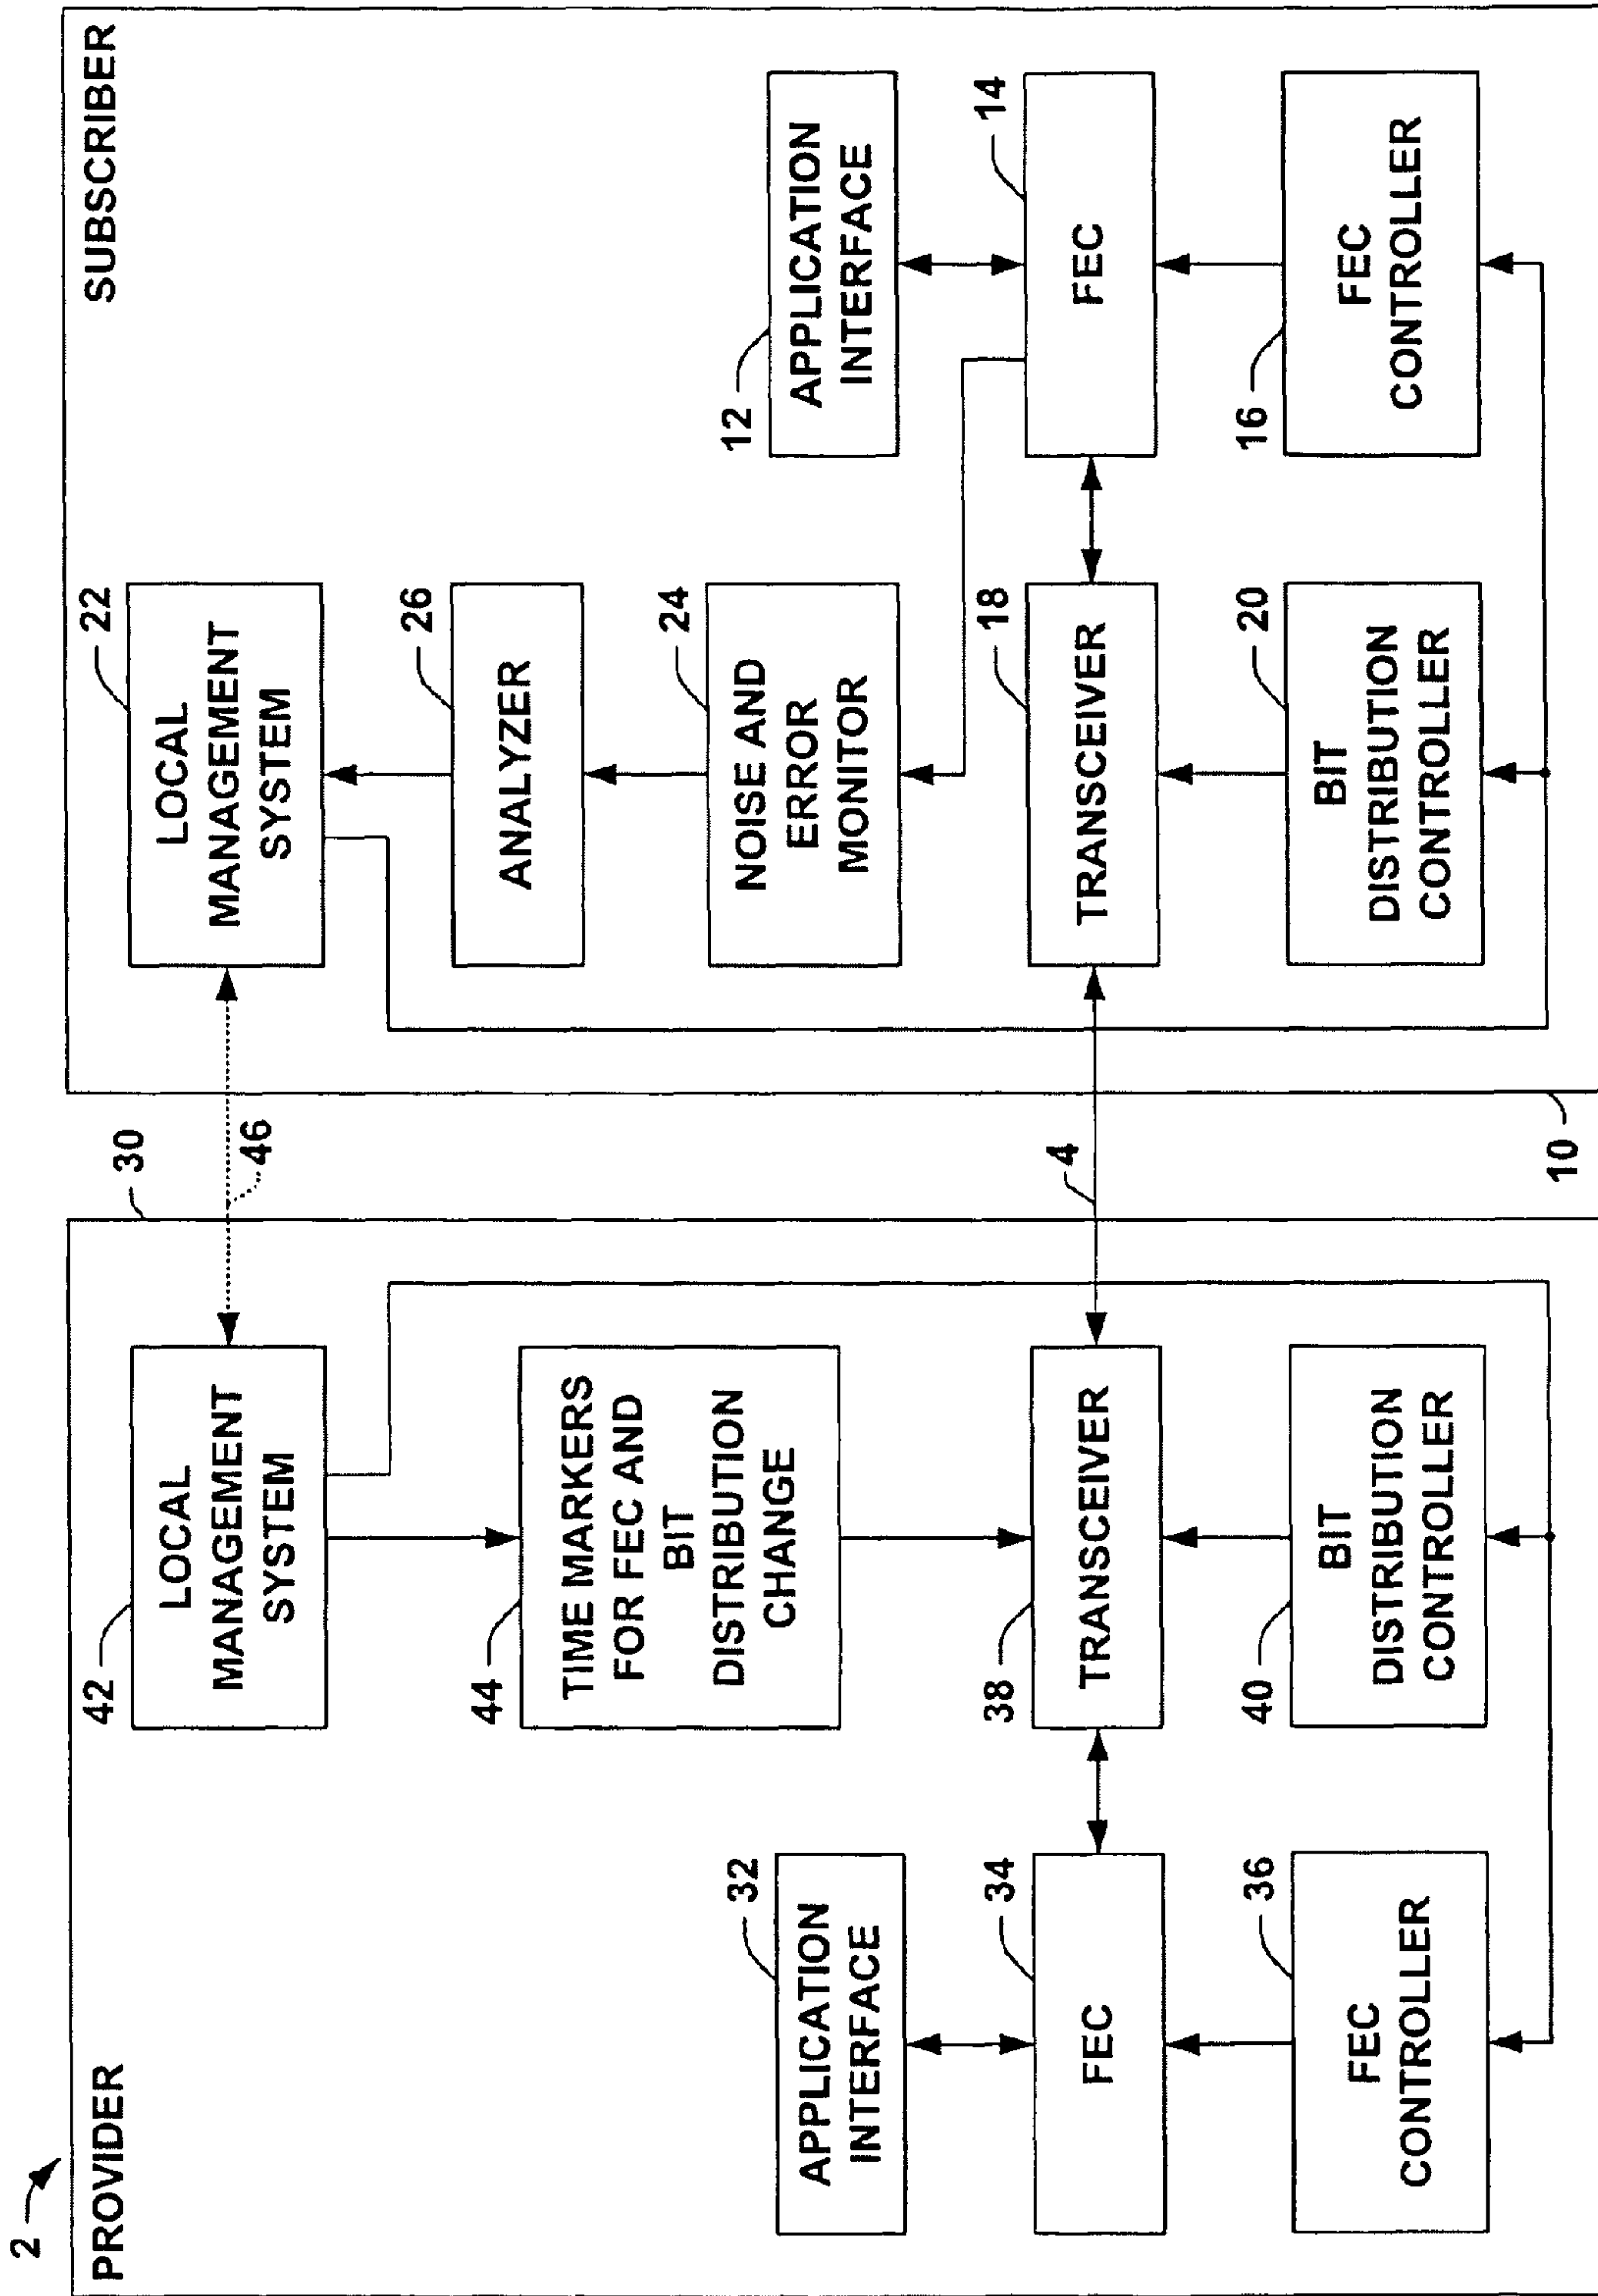 2
PROVIDER
30
SUBSCRIBER
42
LOCAL
MANAGEMENT
SYSTEM
46
22
LOCAL
MANAGEMENT
SYSTEM
44
TIME MARKERS
FOR FEC AND
BIT
DISTRIBUTION
CHANGE
26
ANALYZER
32
APPLICATION
INTERFACE
24
NOISE AND
ERROR
MONITOR
12
APPLICATION
INTERFACE
34
FEC
38
TRANSCEIVER
4
18
TRANSCEIVER
14
FEC
36
FEC
CONTROLLER
40
BIT
DISTRIBUTION
CONTROLLER
20
BIT
DISTRIBUTION
CONTROLLER
16
FEC
CONTROLLER
10